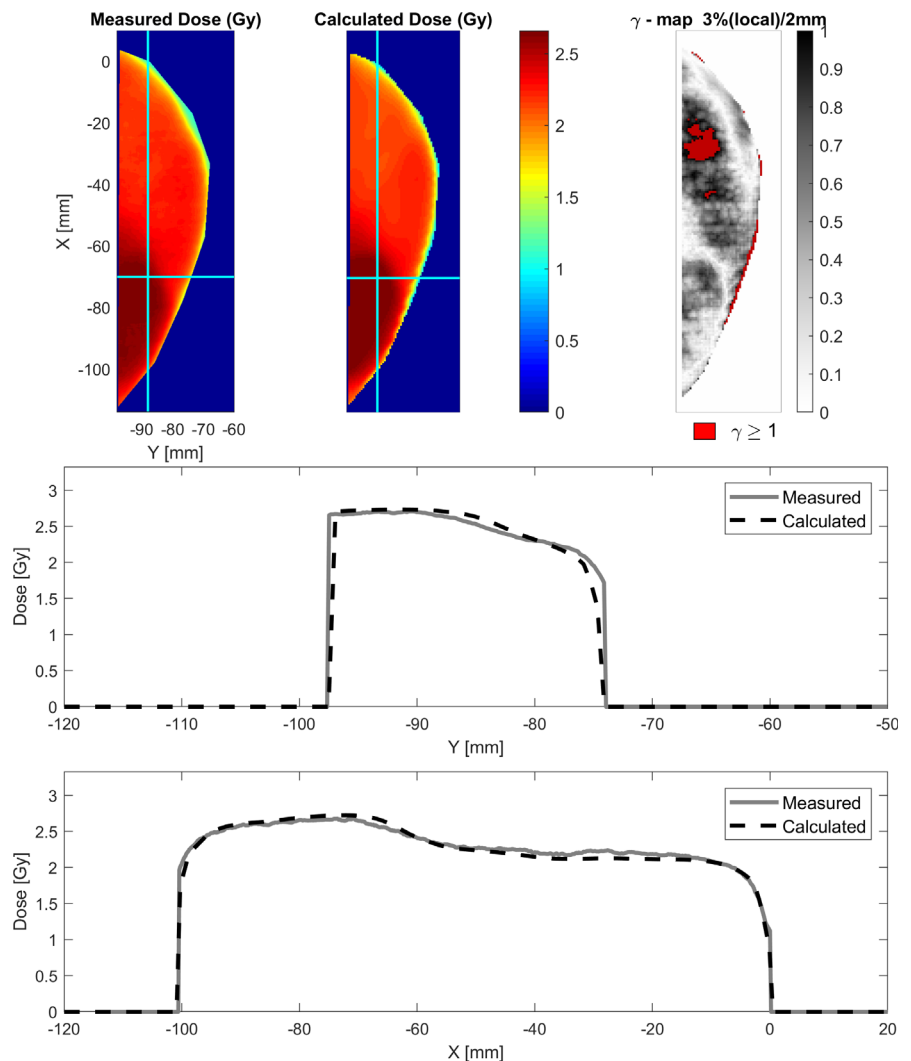 Measured Dose (Gy)
Calculated Dose (Gy)
γ - map 3%(local)/2mm
0
-20
-40
-60
-80
-100
X [mm]
-90 -80 -70 -60
Y [mm]
2.5
2
1.5
1
0.5
0
1
0.9
0.8
0.7
0.6
0.5
0.4
0.3
0.2
0.1
0
γ ≥ 1
3
2.5
2
1.5
1
0.5
0
Dose [Gy]
Measured
Calculated
-120 -110 -100 -90 -80 -70 -60 -50
Y [mm]
3
2.5
2
1.5
1
0.5
0
Dose [Gy]
Measured
Calculated
-120 -100 -80 -60 -40 -20 0 20
X [mm]